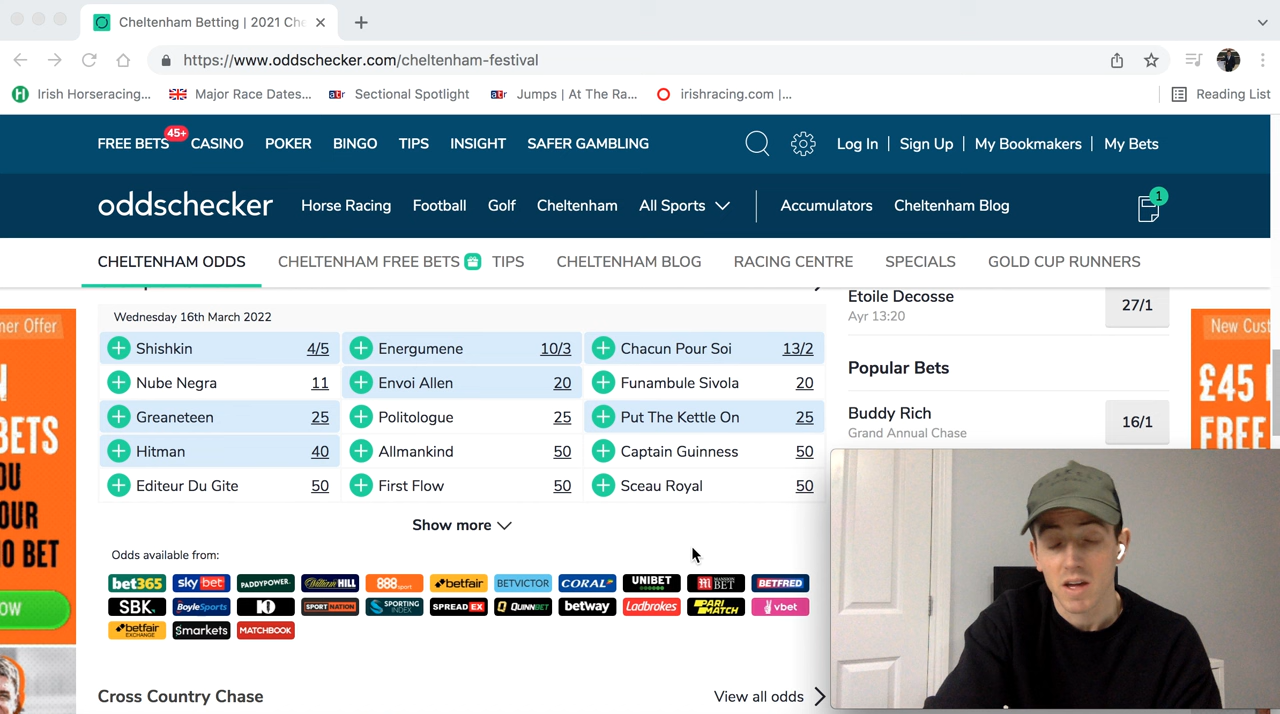 Cheltenham Betting | 2021 Che
https://www.oddschecker.com/cheltenham-festival
Irish Horseracing... Major Race Dates... Sectional Spotlight Jumps | At The Ra... irishracing.com |... Reading List
FREE BETS 45+ CASINO POKER BINGO TIPS INSIGHT SAFER GAMBLING Log In | Sign Up | My Bookmakers | My Bets
oddschecker Horse Racing Football Golf Cheltenham All Sports Accumulators Cheltenham Blog 1
CHELTENHAM ODDS CHELTENHAM FREE BETS TIPS CHELTENHAM BLOG RACING CENTRE SPECIALS GOLD CUP RUNNERS
Wednesday 16th March 2022
Shishkin 4/5 Energumene 10/3 Chacun Pour Soi 13/2
Nube Negra 11 Envoi Allen 20 Funambule Sivola 20
Greaneteen 25 Politologue 25 Put The Kettle On 25
Hitman 40 Allmankind 50 Captain Guinness 50
Editeur Du Gite 50 First Flow 50 Sceau Royal 50
Show more
Odds available from:
bet365 sky bet PADDYPOWER. William HILL 888sport betfair BETVICTOR CORAL UNIBET MANSION BET BETFRED
SBK. BoyleSports 10 SPORT NATION SPORTING INDEX SPREADEX QUINNBET betway Ladbrokes PARI MATCH vbet
betfair EXCHANGE Smarkets MATCHBOOK
Cross Country Chase View all odds
Etoile Decosse 27/1
Ayr 13:20
Popular Bets
Buddy Rich 16/1
Grand Annual Chase
Offer
BETS
OUR
BET
OW
New Cust
£45
FREE